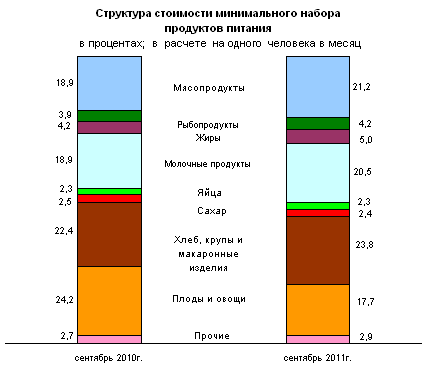 Структура стоимости минимального набора
продуктов питания
в процентах; в расчете на одного человека в месяц
18,9 Масопродукты 21,2
3,9 Рыбопродукты 4,2
4,2 Жиры 5,0
18,9 Молочные продукты 20,5
2,3 Яйца 2,3
2,5 Сахар 2,4
22,4 Хлеб, крупы и 23,8
макаронные
изделия
24,2 Плоды и овощи 17,7
2,7 Прочие 2,9
сентябрь 2010г. сентябрь 2011г.